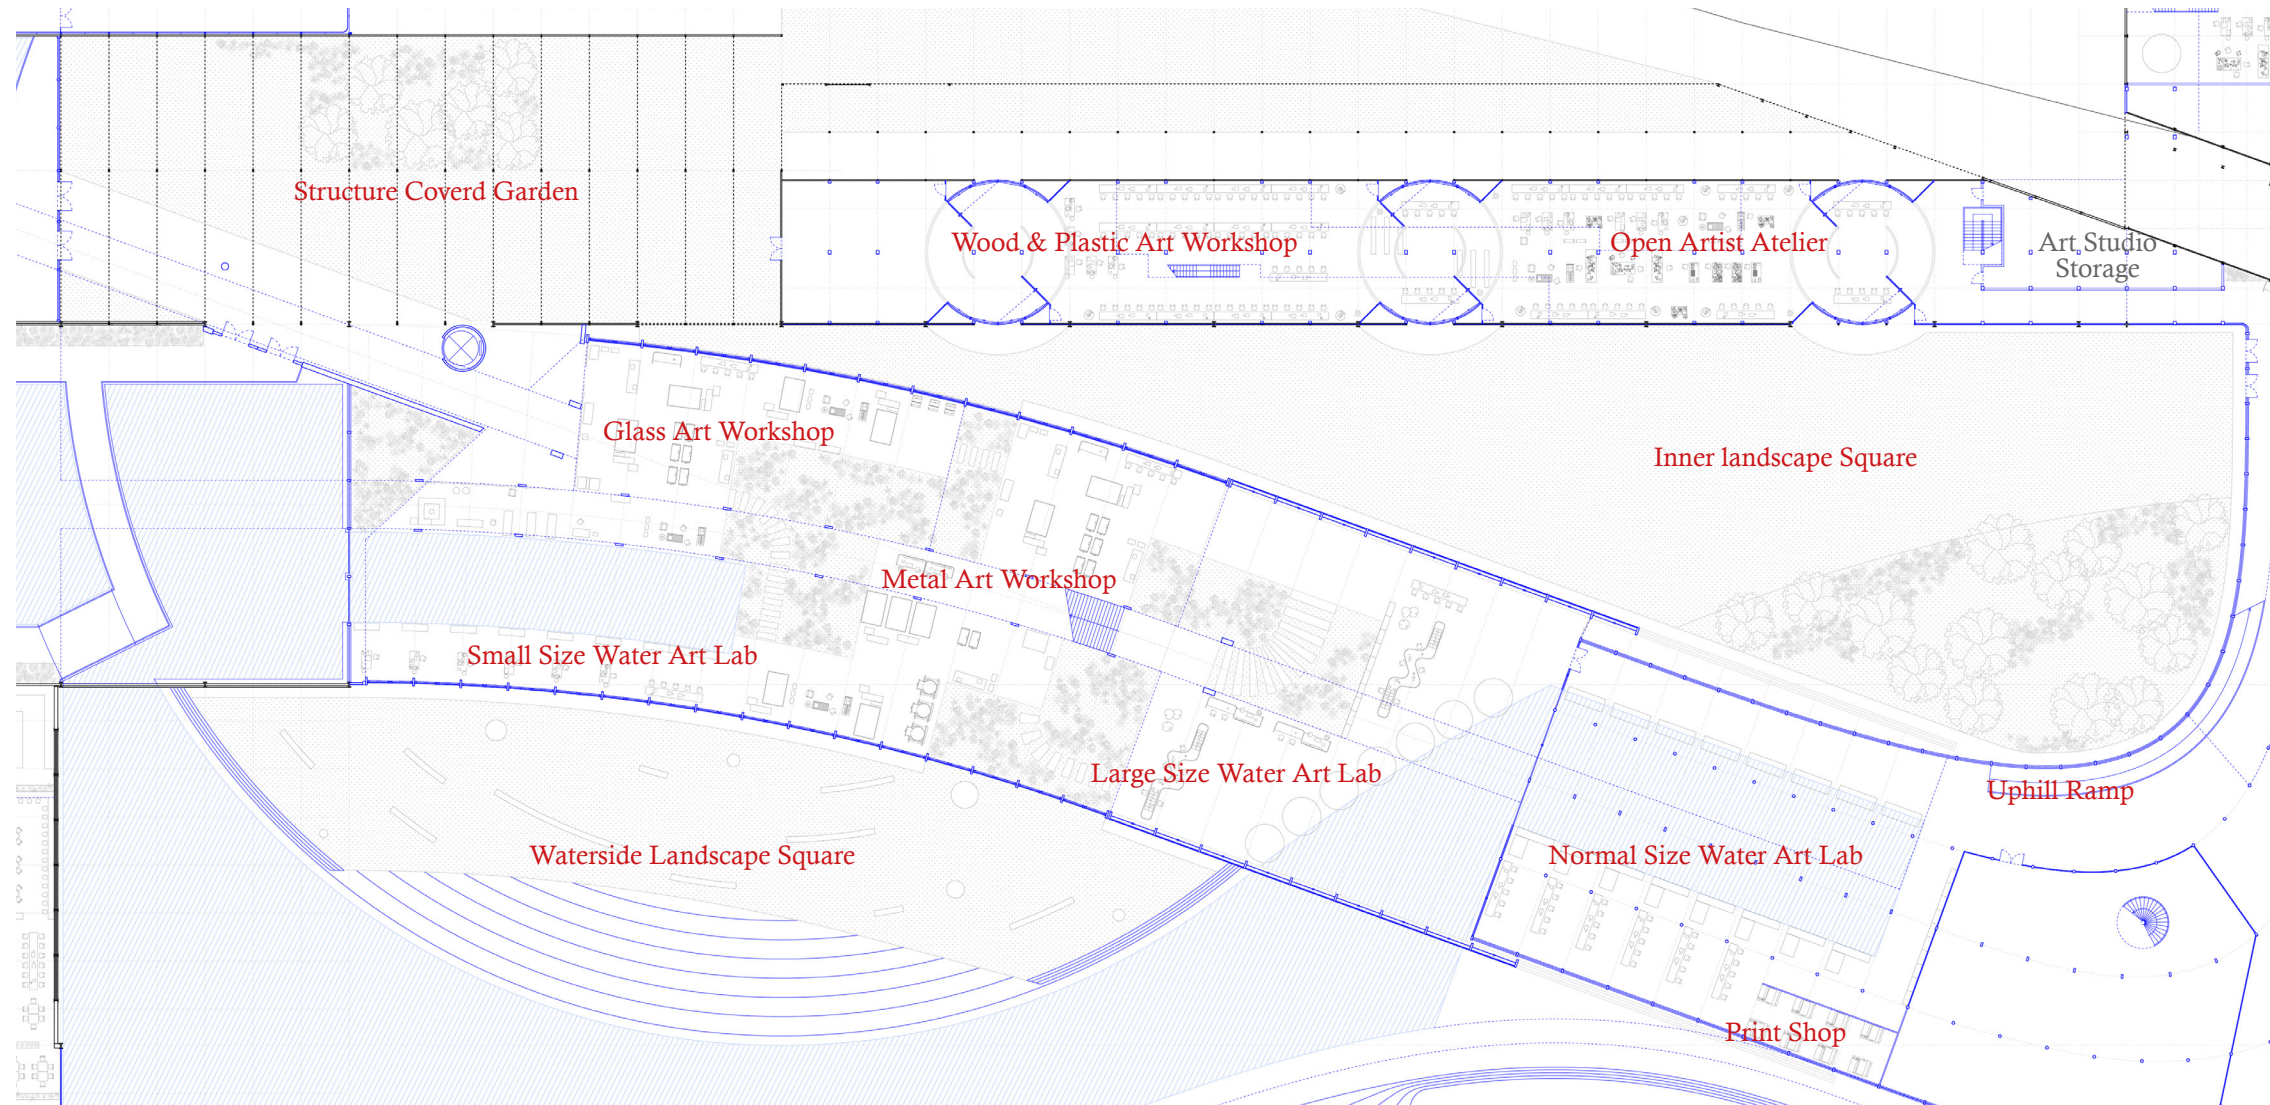 Structure Coverd Garden
Wood & Plastic Art Workshop
Open Artist Atelier
Art Studio
Storage
Glass Art Workshop
Inner landscape Square
Metal Art Workshop
Small Size Water Art Lab
Large Size Water Art Lab
Uphill Ramp
Waterside Landscape Square
Normal Size Water Art Lab
Print Shop